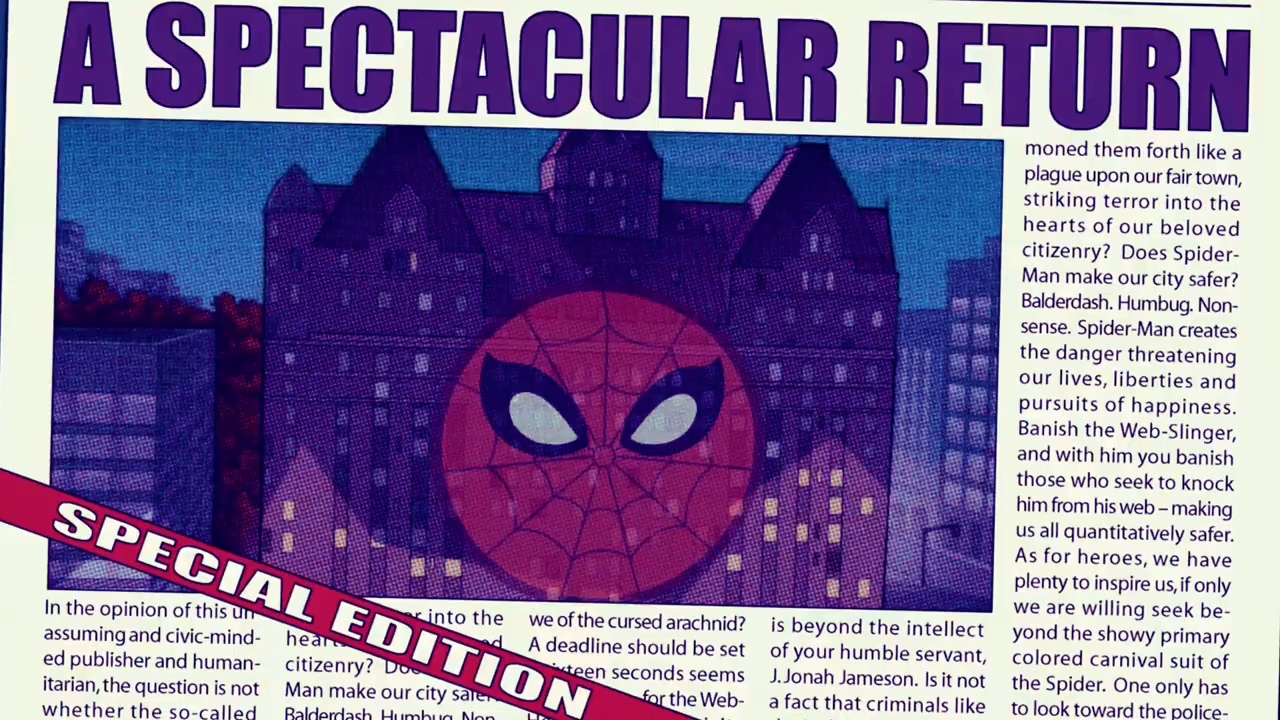 A SPECTACULAR RETURN
SPECIAL EDITION
In the opinion of this un
assuming and civic-mind-
ed publisher and human-
itarian, the question is not
whether the so-called
into the
citizenry?
Man make our city safer?
Balderdash. Humbug. Non-
we of the cursed arachnid?
A deadline should be set
seconds seems
for the Web-
is beyond the intellect
of your humble servant,
J. Jonah Jameson. Is it not
a fact that criminals like
moned them forth like a
plague upon our fair town,
striking terror into the
hearts of our beloved
citizenry? Does Spider-
Man make our city safer?
Balderdash. Humbug. Non-
sense. Spider-Man creates
the danger threatening
our lives, liberties and
pursuits of happiness.
Banish the Web-Slinger,
and with him you banish
those who seek to knock
him from his web – making
us all quantitatively safer.
As for heroes, we have
plenty to inspire us, if only
we are willing seek be-
yond the showy primary
colored carnival suit of
the Spider. One only has
to look toward the police-